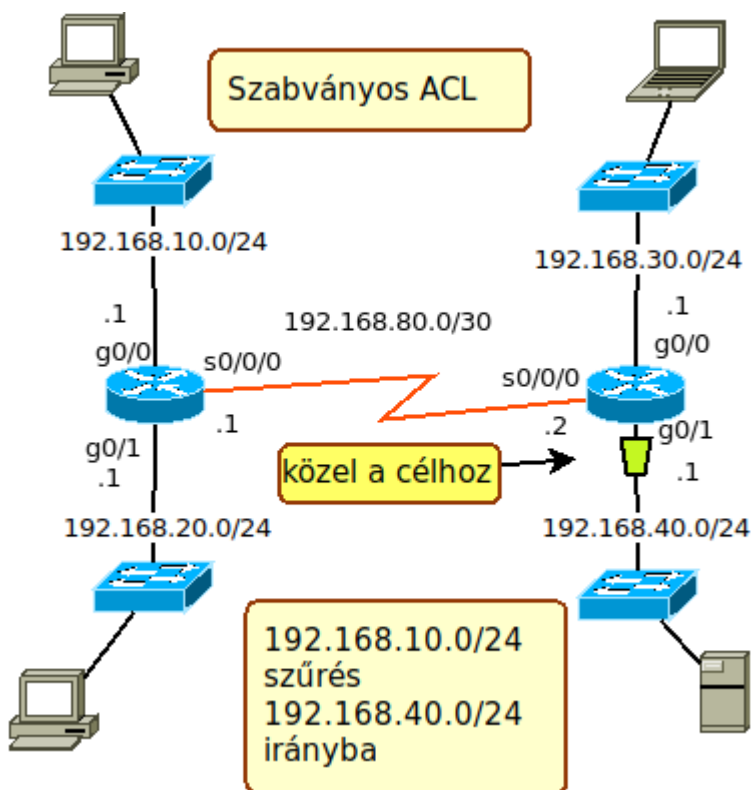 Szabványos ACL
192.168.10.0/24
192.168.30.0/24
.1
192.168.80.0/30
.1
g0/0
s0/0/0
g0/0
s0/0/0
.1
.2
g0/1
g0/1
.1
közel a célhoz
.1
192.168.20.0/24
192.168.40.0/24
192.168.10.0/24
szűrés
192.168.40.0/24
irányba